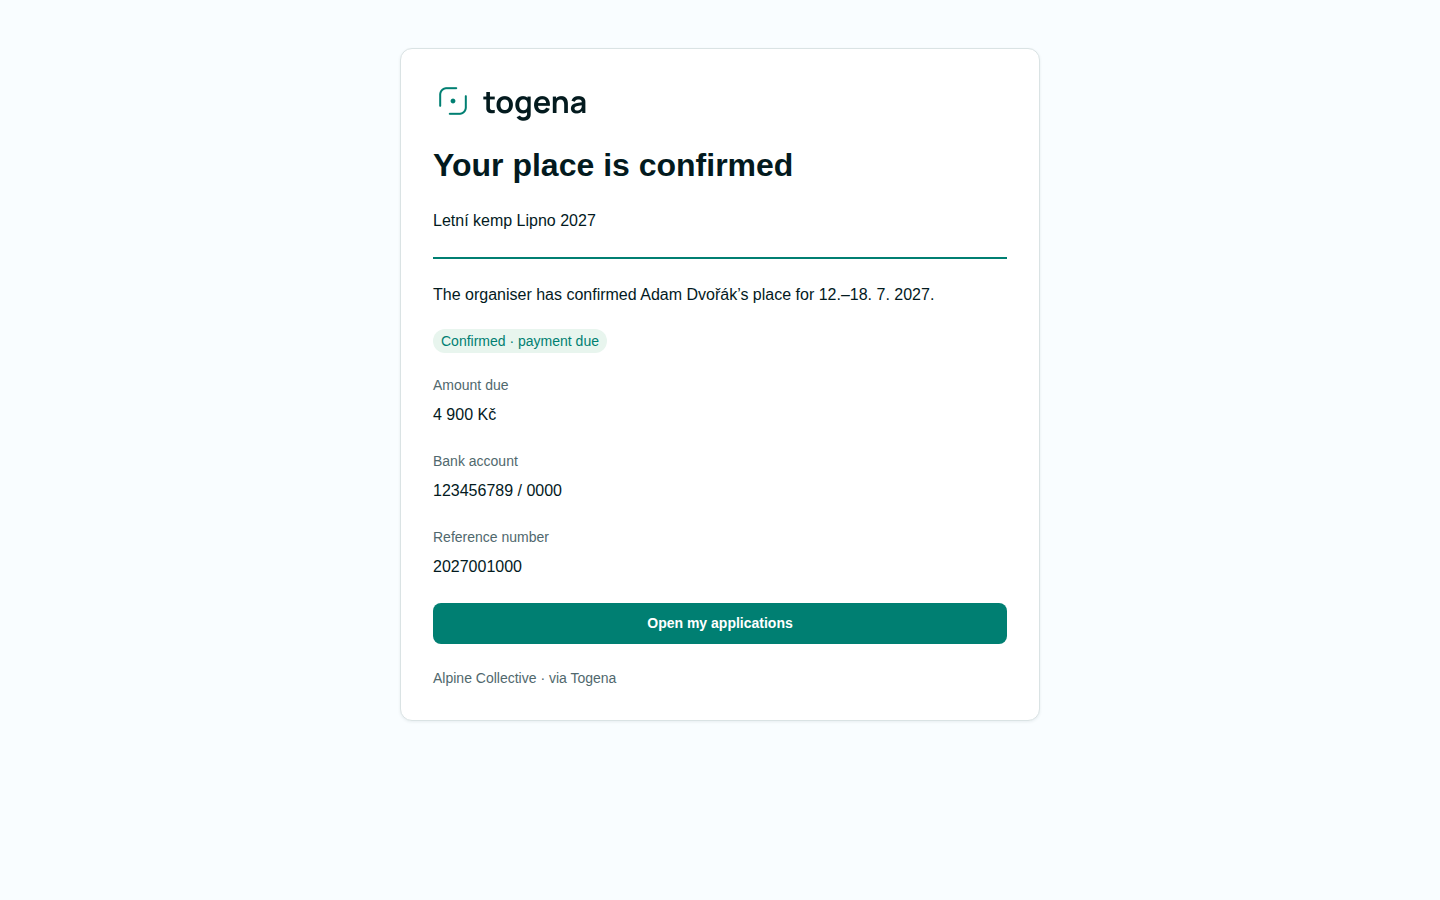 togena
Your place is confirmed
Letní kemp Lipno 2027
The organiser has confirmed Adam Dvořák’s place for 12.–18. 7. 2027.
Confirmed · payment due
Amount due
4 900 Kč
Bank account
123456789 / 0000
Reference number
2027001000
Open my applications
Alpine Collective · via Togena